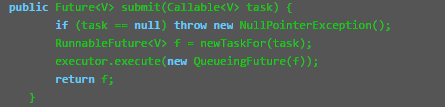 public Future<V> submit(Callable<V> task) {
if (task == null) throw new NullPointerException();
RunnableFuture<V> f = newTaskFor(task);
executor.execute(new QueueingFuture(f));
return f;
}